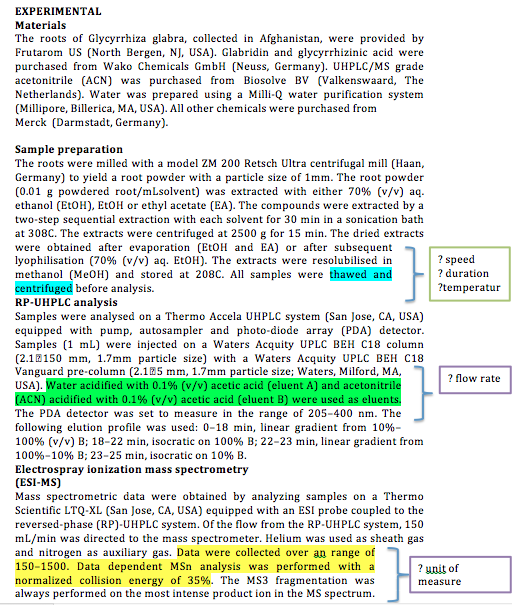 EXPERIMENTAL
Materials
The roots of Glycyrrhiza glabra, collected in Afghanistan, were provided by
Frutarom US (North Bergen, NJ, USA). Glabridin and glycyrrhizinic acid were
purchased from Wako Chemicals GmbH (Neuss, Germany). UHPLC/MS grade
acetonitrile (ACN) was purchased from Biosolve BV (Valkenswaard, The
Netherlands). Water was prepared using a Milli-Q water purification system
(Millipore, Billerica, MA, USA). All other chemicals were purchased from
Merck (Darmstadt, Germany).
Sample preparation
The roots were milled with a model ZM 200 Retsch Ultra centrifugal mill (Haan,
Germany) to yield a root powder with a particle size of 1mm. The root powder
(0.01 g powdered root/mLsolvent) was extracted with either 70% (v/v) aq.
ethanol (EtOH), EtOH or ethyl acetate (EA). The compounds were extracted by a
two-step sequential extraction with each solvent for 30 min in a sonication bath
at 308C. The extracts were centrifuged at 2500 g for 15 min. The dried extracts
were obtained after evaporation (EtOH and EA) or after subsequent
lyophilisation (70% (v/v) aq. EtOH). The extracts were resolubilised in
methanol (MeOH) and stored at 208C. All samples were thawed and
centrifuged before analysis.
? speed
? duration
?temperatur
RP-UHPLC analysis
Samples were analysed on a Thermo Accela UHPLC system (San Jose, CA, USA)
equipped with pump, autosampler and photo-diode array (PDA) detector.
Samples (1 mL) were injected on a Waters Acquity UPLC BEH C18 column
(2.1⍰150 mm, 1.7mm particle size) with a Waters Acquity UPLC BEH C18
Vanguard pre-column (2.1⍰5 mm, 1.7mm particle size; Waters, Milford, MA,
USA). Water acidified with 0.1% (v/v) acetic acid (eluent A) and acetonitrile
(ACN) acidified with 0.1% (v/v) acetic acid (eluent B) were used as eluents.
? flow rate
The PDA detector was set to measure in the range of 205–400 nm. The
following elution profile was used: 0–18 min, linear gradient from 10%–
100% (v/v) B; 18–22 min, isocratic on 100% B; 22–23 min, linear gradient from
100%–10% B; 23–25 min, isocratic on 10% B.
Electrospray ionization mass spectrometry
(ESI-MS)
Mass spectrometric data were obtained by analyzing samples on a Thermo
Scientific LTQ-XL (San Jose, CA, USA) equipped with an ESI probe coupled to the
reversed-phase (RP)-UHPLC system. Of the flow from the RP-UHPLC system, 150
mL/min was directed to the mass spectrometer. Helium was used as sheath gas
and nitrogen as auxiliary gas. Data were collected over an range of
150–1500. Data dependent MSn analysis was performed with a
normalized collision energy of 35%. The MS3 fragmentation was
always performed on the most intense product ion in the MS spectrum.
? unit of
measure